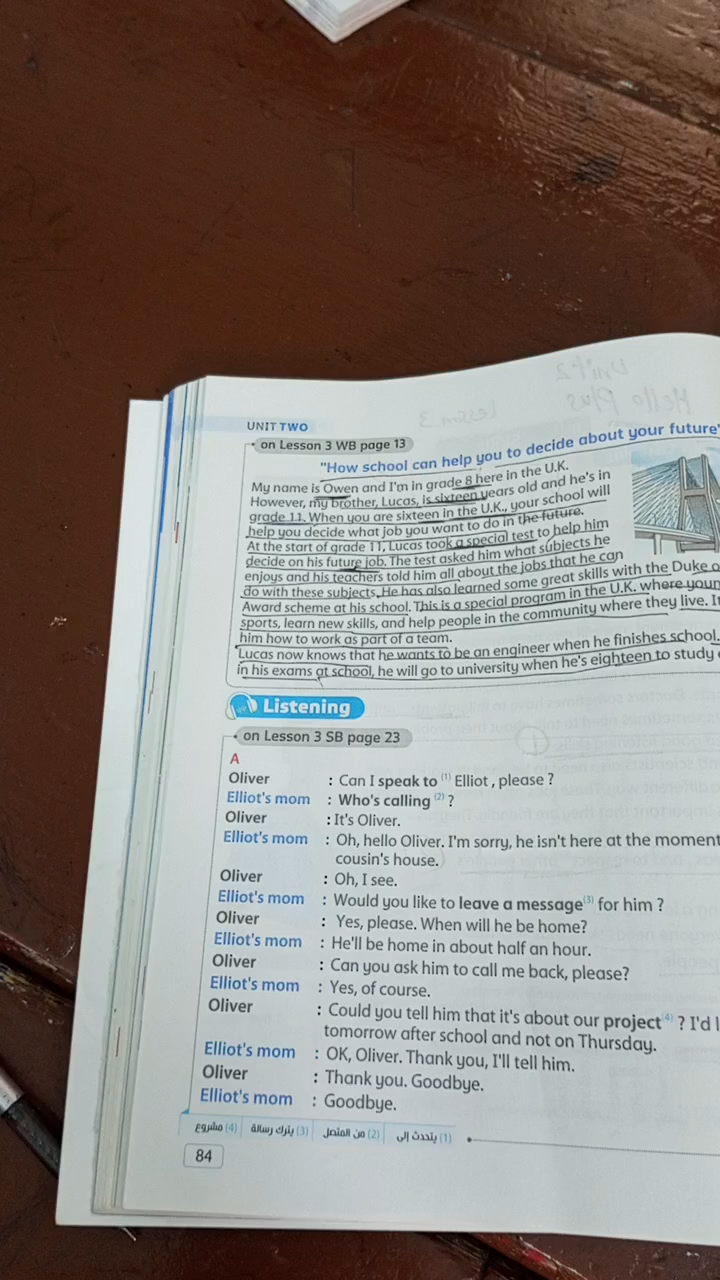 UNIT TWO
on Lesson 3 WB page 13
"How school can help you to decide about your future"
My name is Owen and I'm in grade 8 here in the U.K.
However, my brother, Lucas, is sixteen years old and he's in
grade 11. When you are sixteen in the U.K., your school will
help you decide what job you want to do in the future.
At the start of grade 11, Lucas took a special test to help him
decide on his future job. The test asked him what subjects he
enjoys and his teachers told him all about the jobs that he can
do with these subjects. He has also learned some great skills with the Duke
Award scheme at his school. This is a special program in the U.K. where
sports, learn new skills, and help people in the community where they live.
him how to work as part of a team.
Lucas now knows that he wants to be an engineer when he finishes school.
in his exams at school, he will go to university when he's eighteen to study
Listening
on Lesson 3 SB page 23
A
Oliver : Can I speak to (1) Elliot , please ?
Elliot's mom : Who's calling (2) ?
Oliver : It's Oliver.
Elliot's mom : Oh, hello Oliver. I'm sorry, he isn't here at the moment
cousin's house.
Oliver : Oh, I see.
Elliot's mom : Would you like to leave a message (3) for him ?
Oliver : Yes, please. When will he be home?
Elliot's mom : He'll be home in about half an hour.
Oliver : Can you ask him to call me back, please?
Elliot's mom : Yes, of course.
Oliver : Could you tell him that it's about our project (4) ? I'd
tomorrow after school and not on Thursday.
Elliot's mom : OK, Oliver. Thank you, I'll tell him.
Oliver : Thank you. Goodbye.
Elliot's mom : Goodbye.
(1) يتحدث إلى (2) من المتصل (3) يترك رسالة (4) مشروع
84